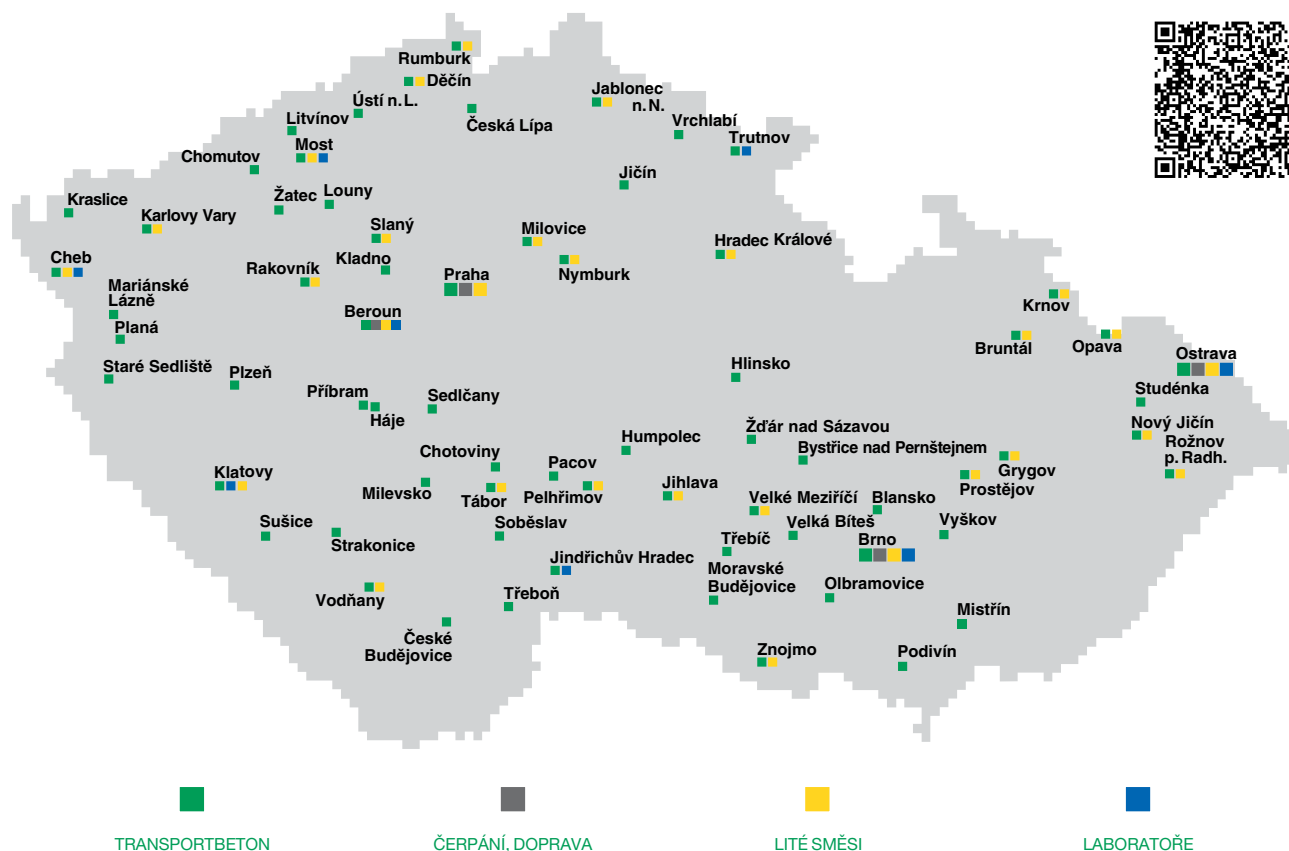 Rumburk
Děčín
Ústí n.L.
Jablonec
n.N.
Česká Lípa
Litvínov
Vrchlabí
Trutnov
Most
Chomutov
Jičín
Žatec
Louny
Kraslice
Karlovy Vary
Slaný
Milovice
Hradec Králové
Cheb
Kladno
Rakovník
Praha
Nymburk
Mariánské
Lázně
Krnov
Beroun
Planá
Bruntál
Opava
Ostrava
Staré Sedliště
Plzeň
Hlinsko
Studénka
Příbram
Háje
Sedlčany
Nový Jičín
Žďár nad Sázavou
Humpolec
Rožnov
p. Radh.
Bystřice nad Pernštejnem
Chotoviny
Pacov
Grygov
Klatovy
Milevsko
Tábor
Pelhřimov
Jihlava
Prostějov
Velké Meziříčí
Blansko
Sušice
Strakonice
Soběslav
Velká Bíteš
Vyškov
Třebíč
Brno
Jindřichův Hradec
Moravské
Budějovice
Olbramovice
Vodňany
Třeboň
Mistřín
České
Budějovice
Znojmo
Podivín
TRANSPORTBETON
ČERPÁNÍ, DOPRAVA
LITÉ SMĚSI
LABORATOŘE